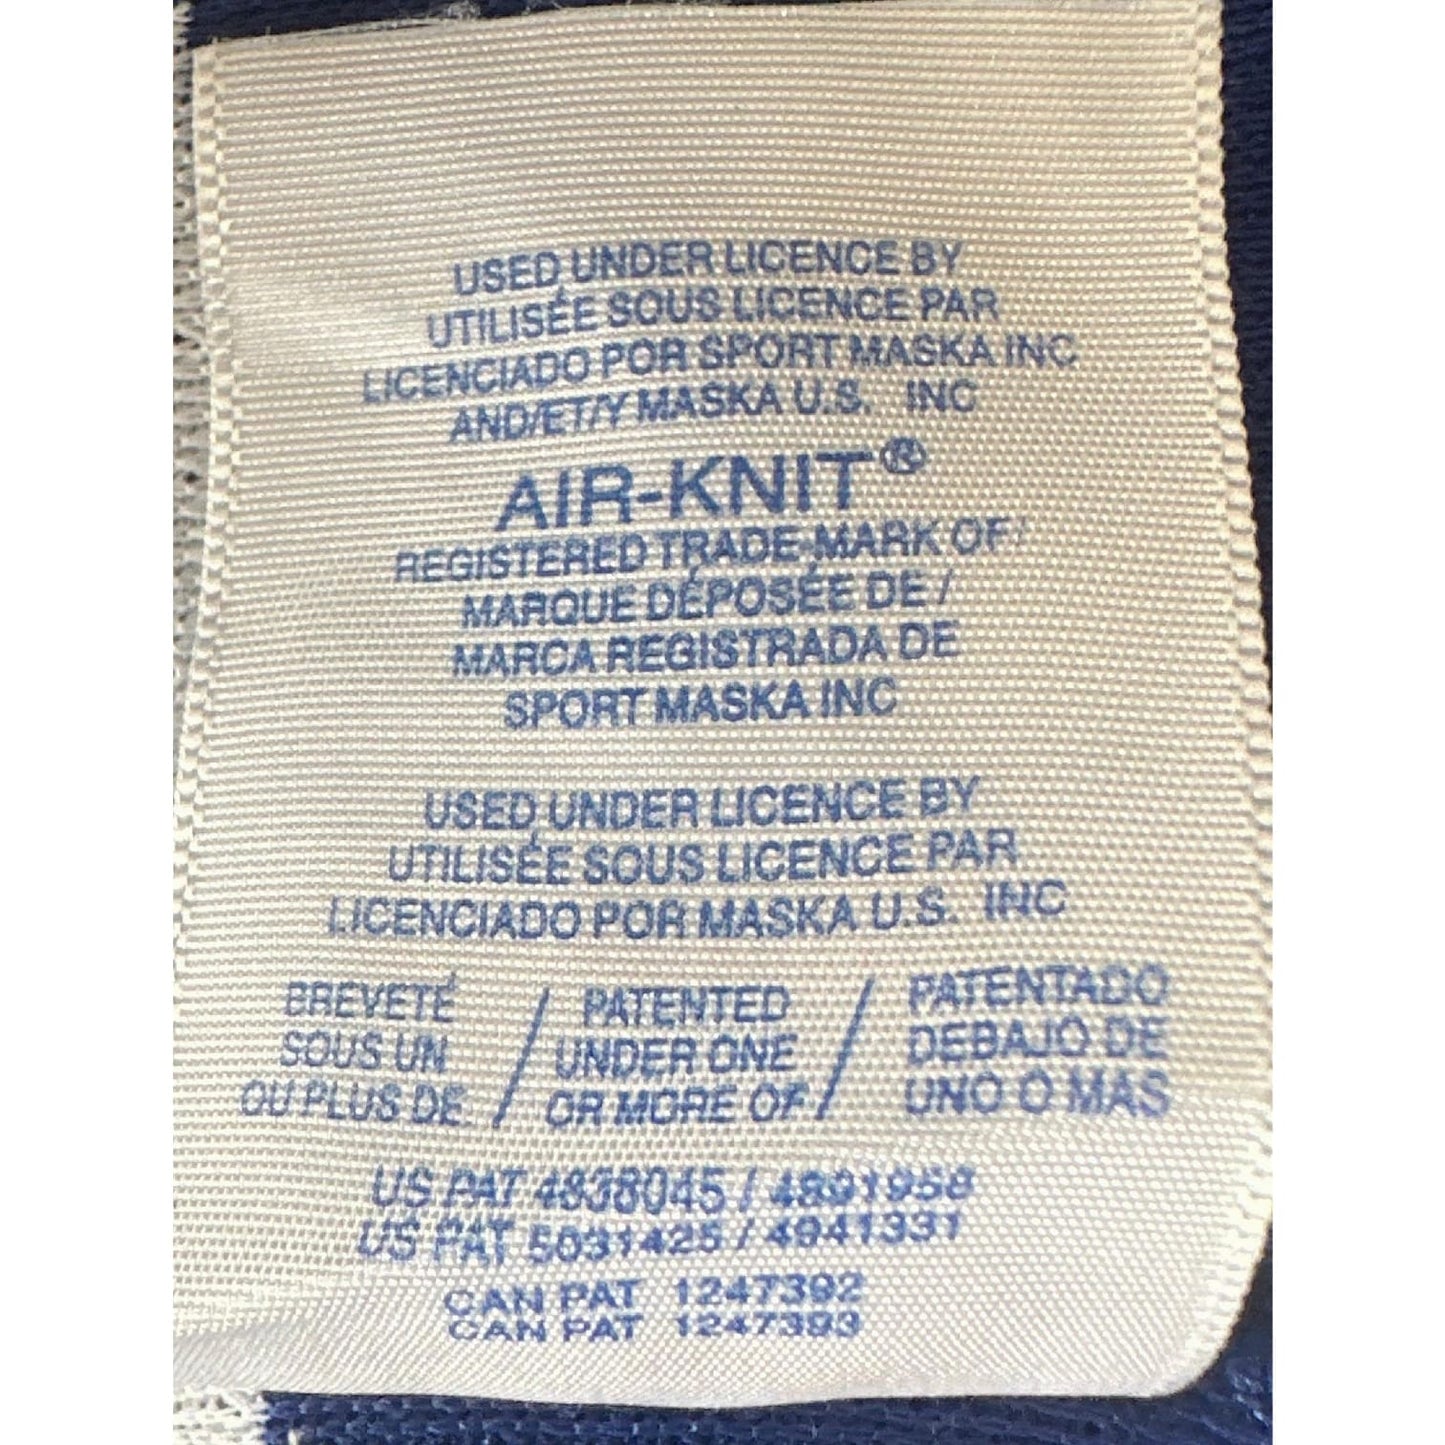 USED UNDER LICENCE BY
UTILISÉE SOUS LICENCE PAR
LICENCIADO POR SPORT MASKA INC
AND/ET/Y MASKA U.S. INC
AIR-KNIT®
REGISTERED TRADE-MARK OF/
MARQUE DÉPOSÉE DE /
MARCA REGISTRADA DE
SPORT MASKA INC
USED UNDER LICENCE BY
UTILISÉE SOUS LICENCE PAR
LICENCIADO POR MASKA U.S. INC
BREVETÉ / PATENTED / PATENTADO
SOUS UN UNDER ONE DEBAJO DE
OU PLUS DE OR MORE OF UNO O MAS
US PAT 4838045 / 4891958
US PAT 5031425 / 4941331
CAN PAT 1247392
CAN PAT 1247393